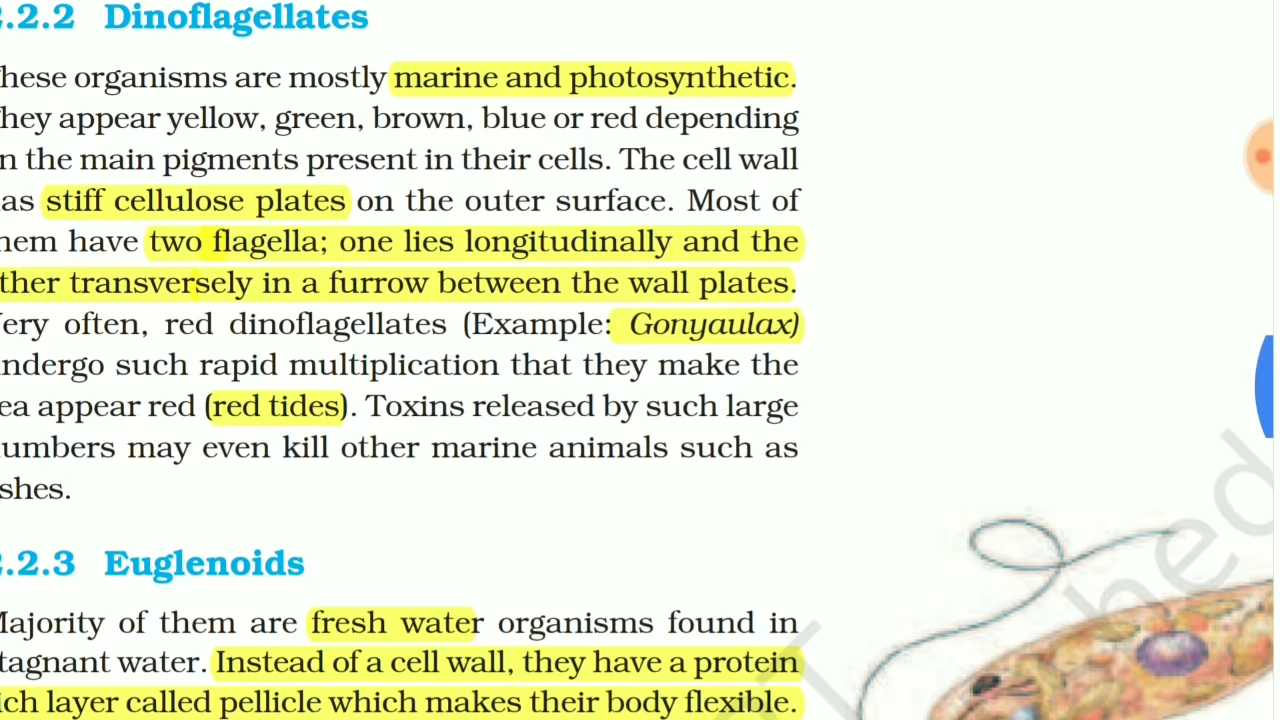 .2.2 Dinoflagellates
hese organisms are mostly marine and photosynthetic.
hey appear yellow, green, brown, blue or red depending
n the main pigments present in their cells. The cell wall
as stiff cellulose plates on the outer surface. Most of
hem have two flagella; one lies longitudinally and the
ther transversely in a furrow between the wall plates.
Very often, red dinoflagellates (Example: Gonyaulax)
ndergo such rapid multiplication that they make the
ea appear red (red tides). Toxins released by such large
umbers may even kill other marine animals such as
shes.
.2.3 Euglenoids
Majority of them are fresh water organisms found in
tagnant water. Instead of a cell wall, they have a protein
ich layer called pellicle which makes their body flexible.